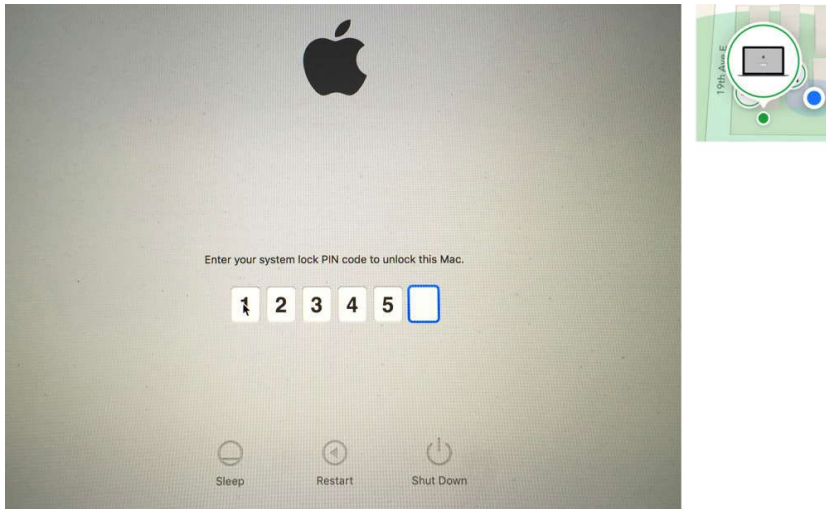 19th Ave E
Enter your system lock PIN code to unlock this Mac.
1 2 3 4 5
Sleep Restart Shut Down